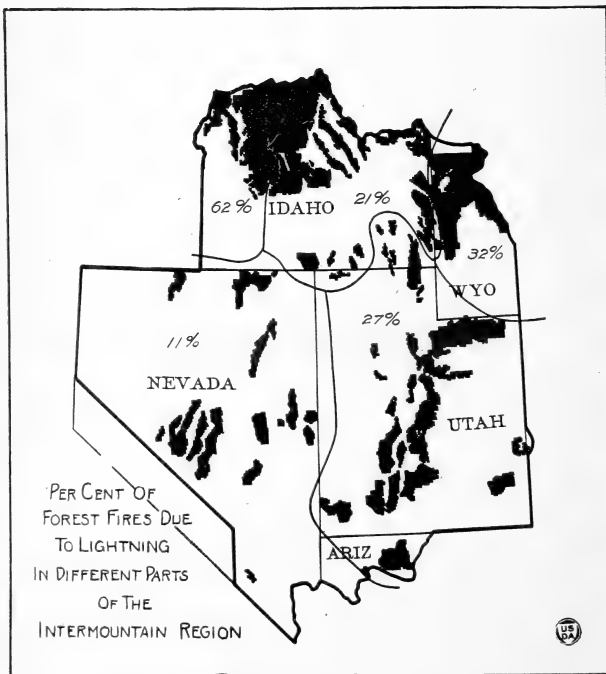 62% IDAHO 21%
32%
WYO
27%
11%
NEVADA
UTAH
PER CENT OF
FOREST FIRES DUE
TO LIGHTNING
IN DIFFERENT PARTS
OF THE
INTERMOUNTAIN REGION
ARIZ
US
DA